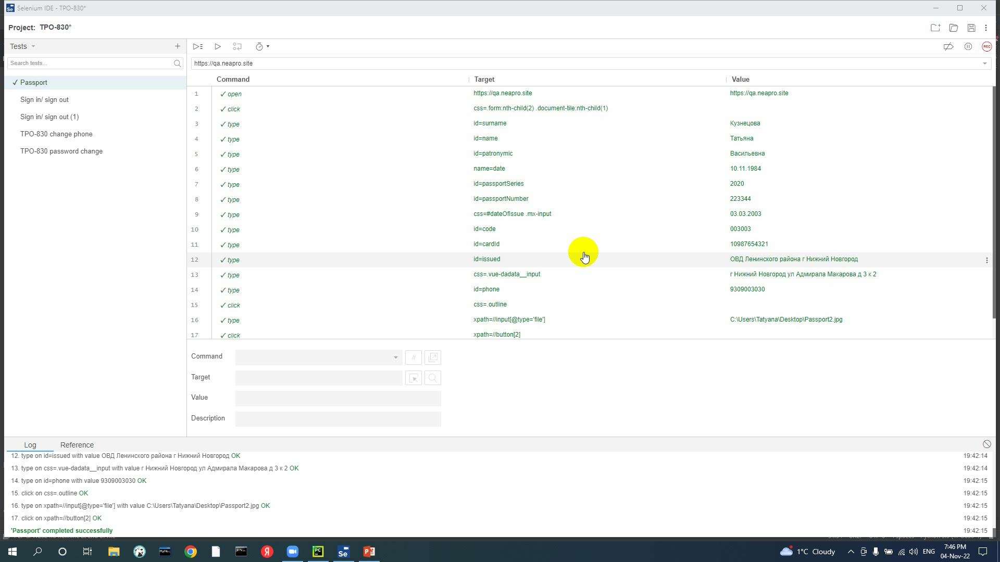 Selenium IDE - TPO-830*
Project: TPO-830*
Tests
Search tests...
✓ Passport
Sign in/ sign out
Sign in/ sign out (1)
TPO-830 change phone
TPO-830 password change
REC
https://qa.neapro.site
Command Target Value
1 ✓ open https://qa.neapro.site https://qa.neapro.site
2 ✓ click css=.form:nth-child(2) .document-tile:nth-child(1)
3 ✓ type id=surname Кузнецова
4 ✓ type id=name Татьяна
5 ✓ type id=patronymic Васильевна
6 ✓ type name=date 10.11.1984
7 ✓ type id=passportSeries 2020
8 ✓ type id=passportNumber 223344
9 ✓ type css=#dateOfIssue .mx-input 03.03.2003
10 ✓ type id=code 003003
11 ✓ type id=cardId 10987654321
12 ✓ type id=issued ОВД Ленинского района г Нижний Новгород
13 ✓ type css=.vue-dadata__input г Нижний Новгород ул Адмирала Макарова д 3 к 2
14 ✓ type id=phone 9309003030
15 ✓ click css=.outline
16 ✓ type xpath=//input[@type='file'] C:\Users\Tatyana\Desktop\Passport2.jpg
17 ✓ click xpath=//button[2]
Command //
Target
Value
Description
Log Reference
12. type on id=issued with value ОВД Ленинского района г Нижний Новгород OK 19:42:14
13. type on css=.vue-dadata__input with value г Нижний Новгород ул Адмирала Макарова д 3 к 2 OK 19:42:14
14. type on id=phone with value 9309003030 OK 19:42:15
15. click on css=.outline OK 19:42:15
16. type on xpath=//input[@type='file'] with value C:\Users\Tatyana\Desktop\Passport2.jpg OK 19:42:15
17. click on xpath=//button[2] OK 19:42:15
'Passport' completed successfully 19:42:15
1°C Cloudy ENG 7:46 PM
04-Nov-22